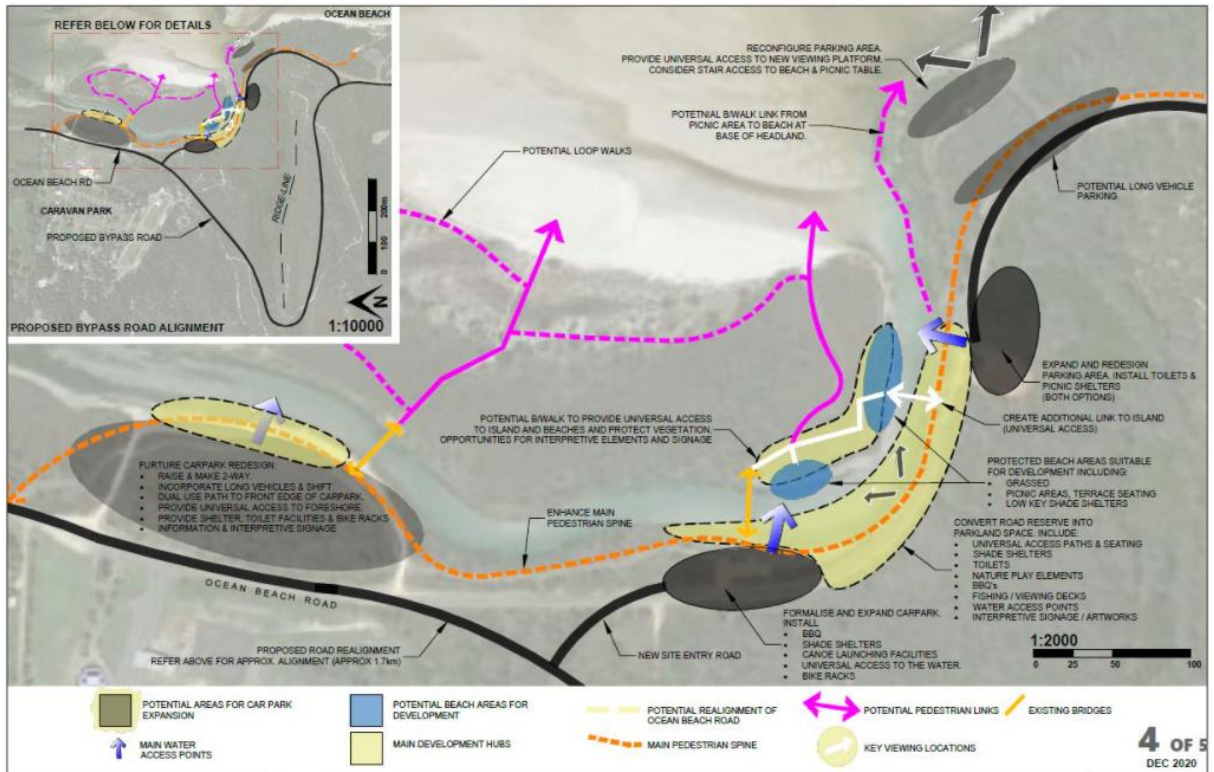 REFER BELOW FOR DETAILS
OCEAN BEACH
OCEAN BEACH RD
CARAVAN PARK
PROPOSED BYPASS ROAD
RIDGE-LINE
0 100 200m
N
PROPOSED BYPASS ROAD ALIGNMENT
1:10000
RECONFIGURE PARKING AREA.
PROVIDE UNIVERSAL ACCESS TO NEW VIEWING PLATFORM.
CONSIDER STAIR ACCESS TO BEACH & PICNIC TABLE.
POTETNIAL B/WALK LINK FROM
PICNIC AREA TO BEACH AT
BASE OF HEADLAND.
POTENTIAL LOOP WALKS
POTENTIAL LONG VEHICLE
PARKING
EXPAND AND REDESIGN
PARKING AREA. INSTALL TOILETS &
PICNIC SHELTERS
(BOTH OPTIONS)
POTENTIAL B/WALK TO PROVIDE UNIVERSAL ACCESS
TO ISLAND AND BEACHES AND PROTECT VEGETATION.
OPPORTUNITIES FOR INTERPRETIVE ELEMENTS AND SIGNAGE
CREATE ADDITIONAL LINK TO ISLAND
(UNIVERSAL ACCESS)
PROTECTED BEACH AREAS SUITABLE
FOR DEVELOPMENT INCLUDING:
• GRASSED
• PICNIC AREAS, TERRACE SEATING
• LOW KEY SHADE SHELTERS
FURTURE CARPARK REDESIGN:
• RAISE & MAKE 2-WAY.
• INCORPORATE LONG VEHICLES & SHIFT
• DUAL USE PATH TO FRONT EDGE OF CARPARK.
• PROVIDE UNIVERSAL ACCESS TO FORESHORE.
• PROVIDE SHELTER, TOILET FACILITIES & BIKE RACKS
• INFORMATION & INTERPRETIVE SIGNAGE
ENHANCE MAIN
PEDESTRIAN SPINE
CONVERT ROAD RESERVE INTO
PARKLAND SPACE. INCLUDE:
• UNIVERSAL ACCESS PATHS & SEATING
• SHADE SHELTERS
• TOILETS
• NATURE PLAY ELEMENTS
• BBQ's
• FISHING / VIEWING DECKS
• WATER ACCESS POINTS
• INTERPRETIVE SIGNAGE / ARTWORKS
OCEAN BEACH ROAD
PROPOSED ROAD REALIGNMENT
REFER ABOVE FOR APPROX. ALIGNMENT (APPROX 1.7km)
NEW SITE ENTRY ROAD
FORMALISE AND EXPAND CARPARK.
INSTALL
• BBQ
• SHADE SHELTERS
• CANOE LAUNCHING FACILITIES
• UNIVERSAL ACCESS TO THE WATER.
• BIKE RACKS
1:2000
0 25 50 100
POTENTIAL AREAS FOR CAR PARK
EXPANSION
MAIN WATER
ACCESS POINTS
POTENTIAL BEACH AREAS FOR
DEVELOPMENT
MAIN DEVELOPMENT HUBS
POTENTIAL REALIGNMENT OF
OCEAN BEACH ROAD
MAIN PEDESTRIAN SPINE
POTENTIAL PEDESTRIAN LINKS
EXISTING BRIDGES
KEY VIEWING LOCATIONS
4 OF 5
DEC 2020